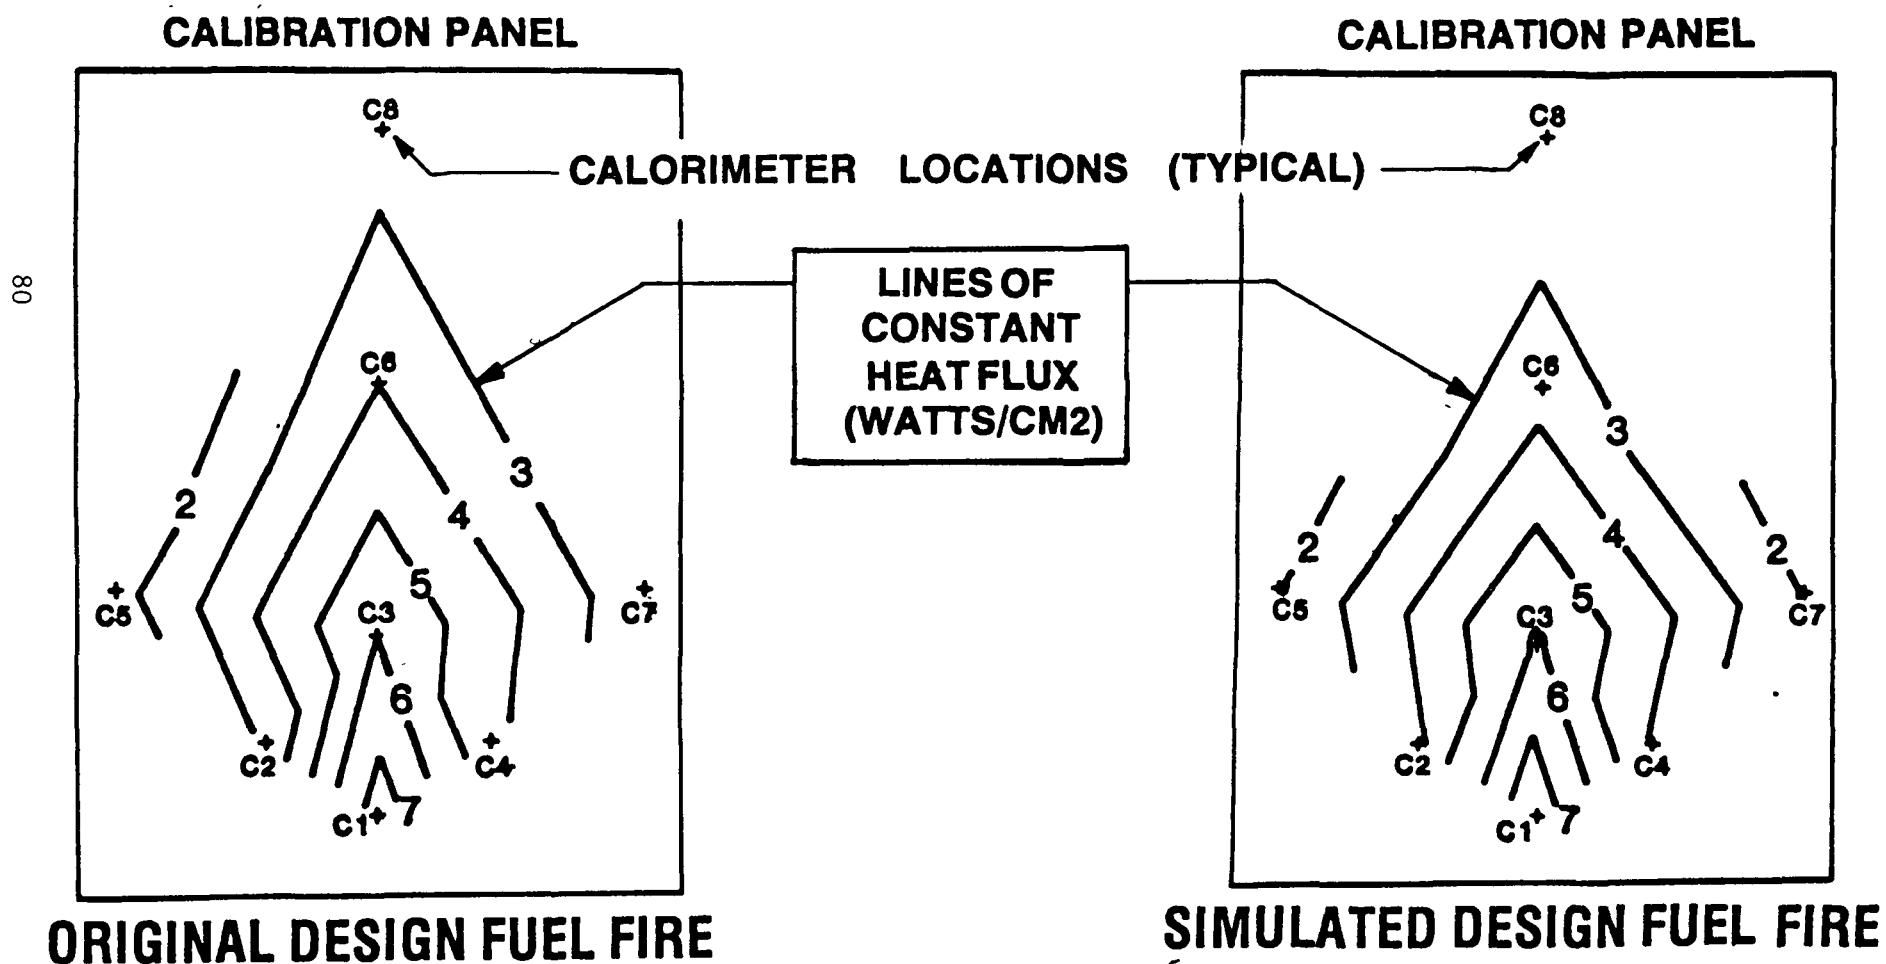 CALIBRATION PANEL
CALIBRATION PANEL
C8
C8
CALORIMETER LOCATIONS (TYPICAL)
LINES OF
CONSTANT
HEAT FLUX
(WATTS/CM2)
80
C6
C6
3
3
2
4
2
4
2
5
5
C5
C3
C7
C5
C3
C7
6
6
C2
C4
C2
C4
C1
7
C1
7
ORIGINAL DESIGN FUEL FIRE
SIMULATED DESIGN FUEL FIRE